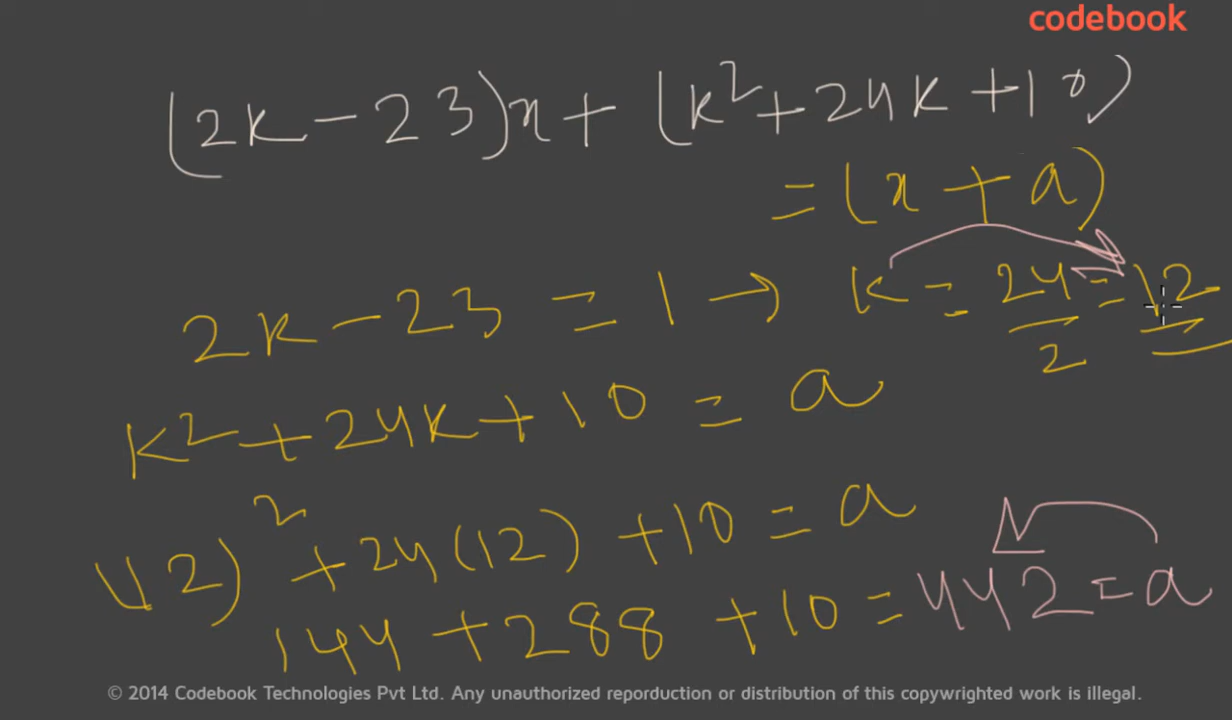 codebook
(2k-23)x + (k²+24k+10)
= (x+a)
2k-23 = 1 → k = 24/2 = 12
k²+24k+10 = a
(12)² + 24(12) + 10 = a
144 + 288 + 10 = 442 = a
© 2014 Codebook Technologies Pvt Ltd. Any unauthorized reporduction or distribution of this copywrighted work is illegal.